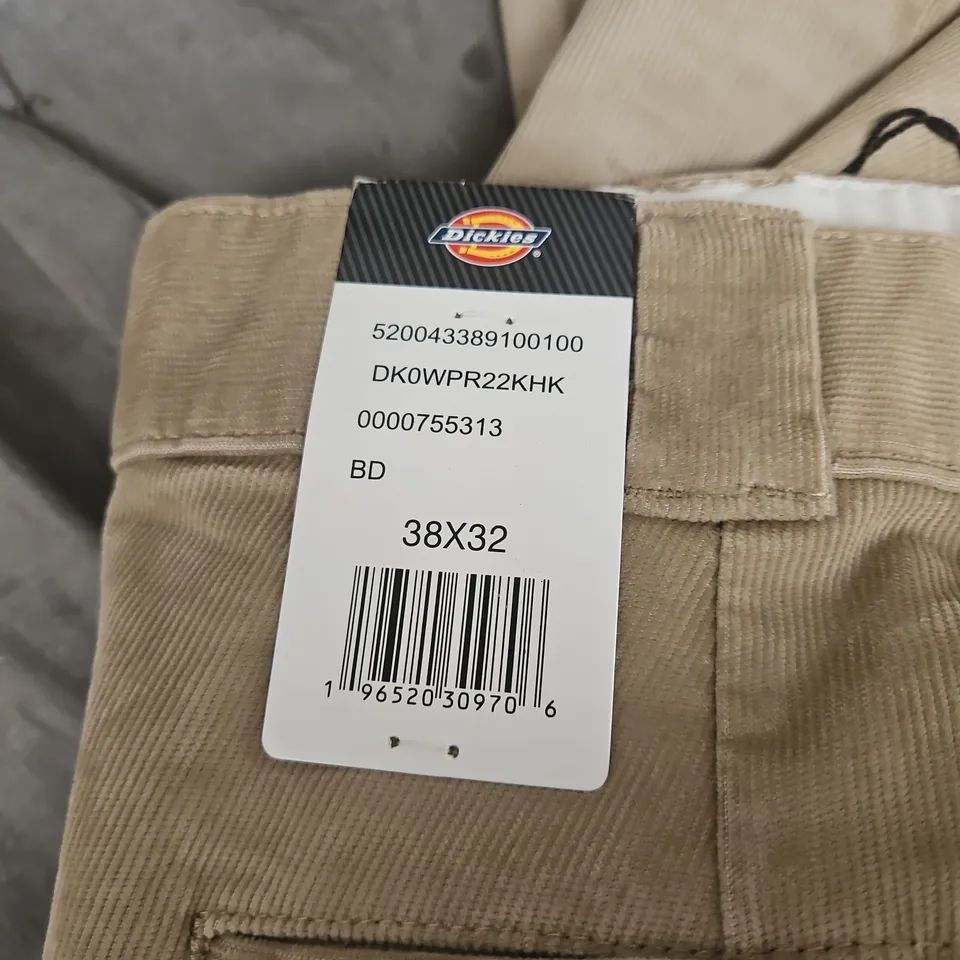 Dickies
520043389100100
DK0WPR22KHK
0000755313
BD
38X32
1 96520 30970 6